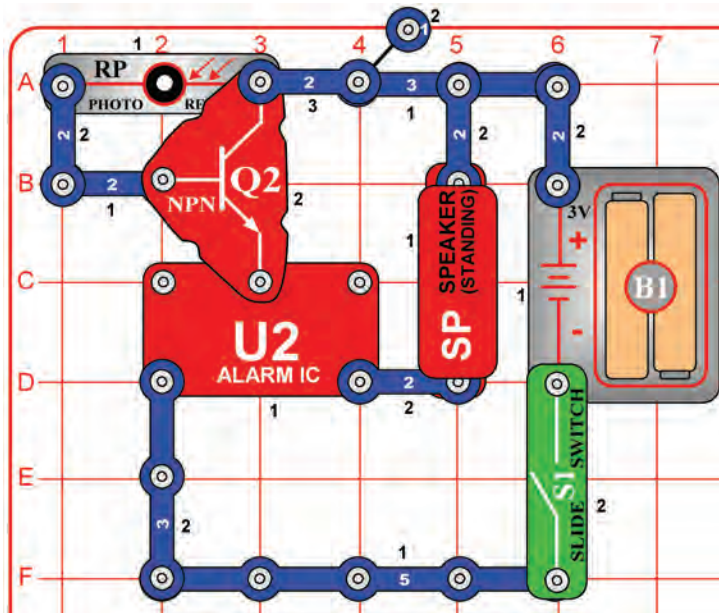 2
1
1 2 3 4 5 6 7
1
A
RP
PHOTO RE
2
3
3
1
2
2
2
2
2
2
B
2
1
NPN
Q2
2
1
SPEAKER
(STANDING)
SP
3V
+
-
1
B1
C
U2
ALARM IC
D
1
2
2
E
3
2
S1
SLIDE SWITCH
2
F
1
5